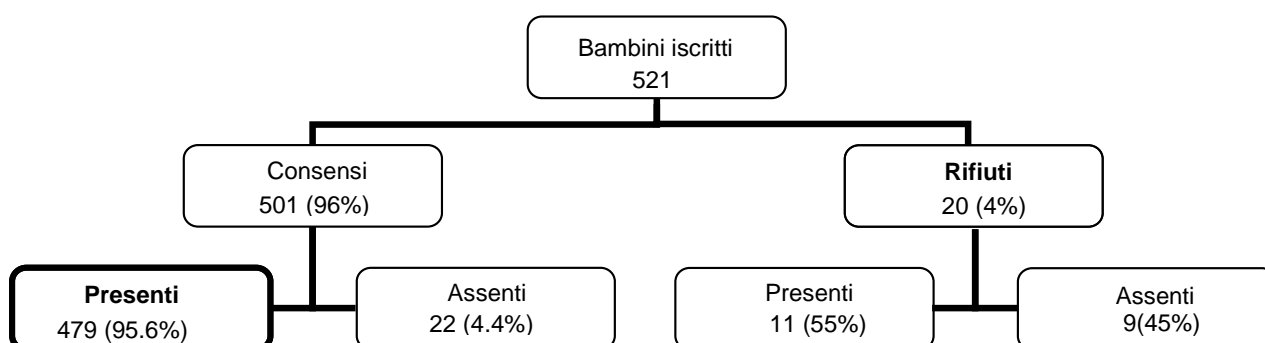 Bambini iscritti
521
Consensi
501 (96%)
Rifiuti
20 (4%)
Presenti
479 (95.6%)
Assenti
22 (4.4%)
Presenti
11 (55%)
Assenti
9(45%)